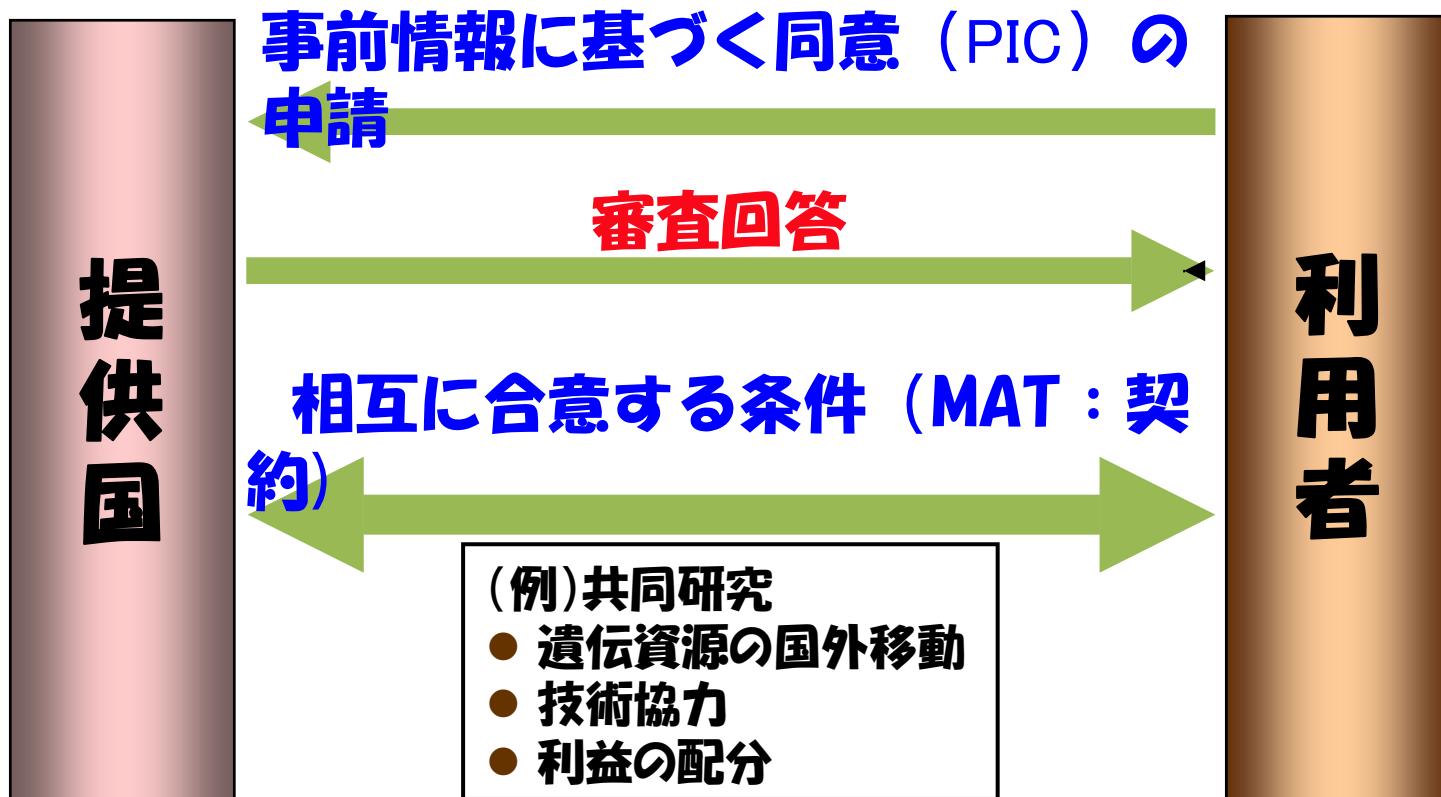 事前情報に基づく同意（PIC）の
申請
審査回答
提供国
利用者
相互に合意する条件（MAT：契
約）
（例）共同研究
● 遺伝資源の国外移動
● 技術協力
● 利益の配分